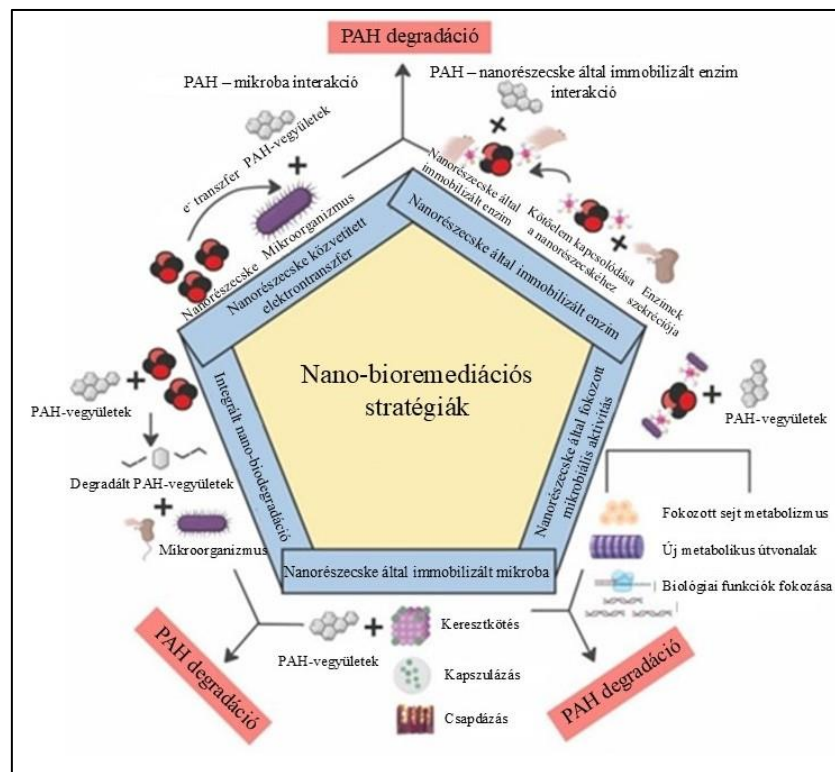 PAH degradáció
PAH – mikroba interakció
PAH – nanorészecske által immobilizált enzim
interakció
e⁻ transzfer
PAH-vegyületek
Nanorészecske
Mikroorganizmus
Nanorészecske közvetített
elektrontranszfer
Nanorészecske által
immobilizált enzim
Kötőelem kapcsolódása
a nanorészecskéhez
Enzimek
szekréciója
Nanorészecske által immobilizált enzim
Nano-bioremediációs
stratégiák
PAH-vegyületek
Degradált PAH-vegyületek
Mikroorganizmus
Integrált nano-biodegradáció
Nanorészecske által fokozott
mikrobiális aktivitás
PAH-vegyületek
Fokozott sejt metabolizmus
Új metabolikus útvonalak
Biológiai funkciók fokozása
Nanorészecske által immobilizált mikroba
PAH-vegyületek
Keresztkötés
Kapszulázás
Csapdázás
PAH degradáció
PAH degradáció